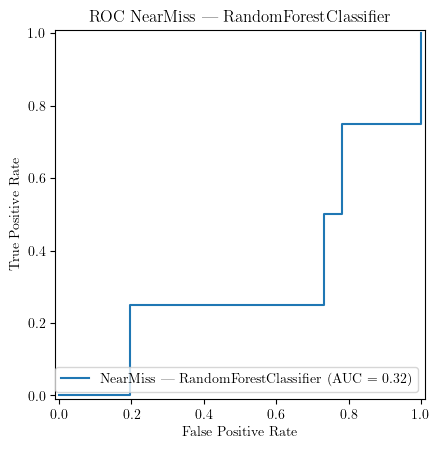 ROC NearMiss — RandomForestClassifier
1.0
0.8
0.6
0.4
0.2
0.0
True Positive Rate
NearMiss — RandomForestClassifier (AUC = 0.32)
0.0 0.2 0.4 0.6 0.8 1.0
False Positive Rate